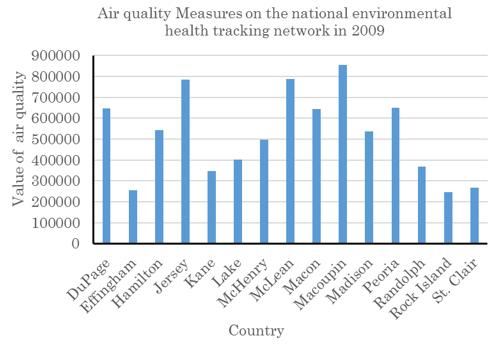 Air quality Measures on the national environmental
health tracking network in 2009
Value of air quality
900000
800000
700000
600000
500000
400000
300000
200000
100000
0
DuPage
Effingham
Hamilton
Jersey
Kane
Lake
McHenry
McLean
Macon
Macoupin
Madison
Peoria
Randolph
Rock Island
St. Clair
Country